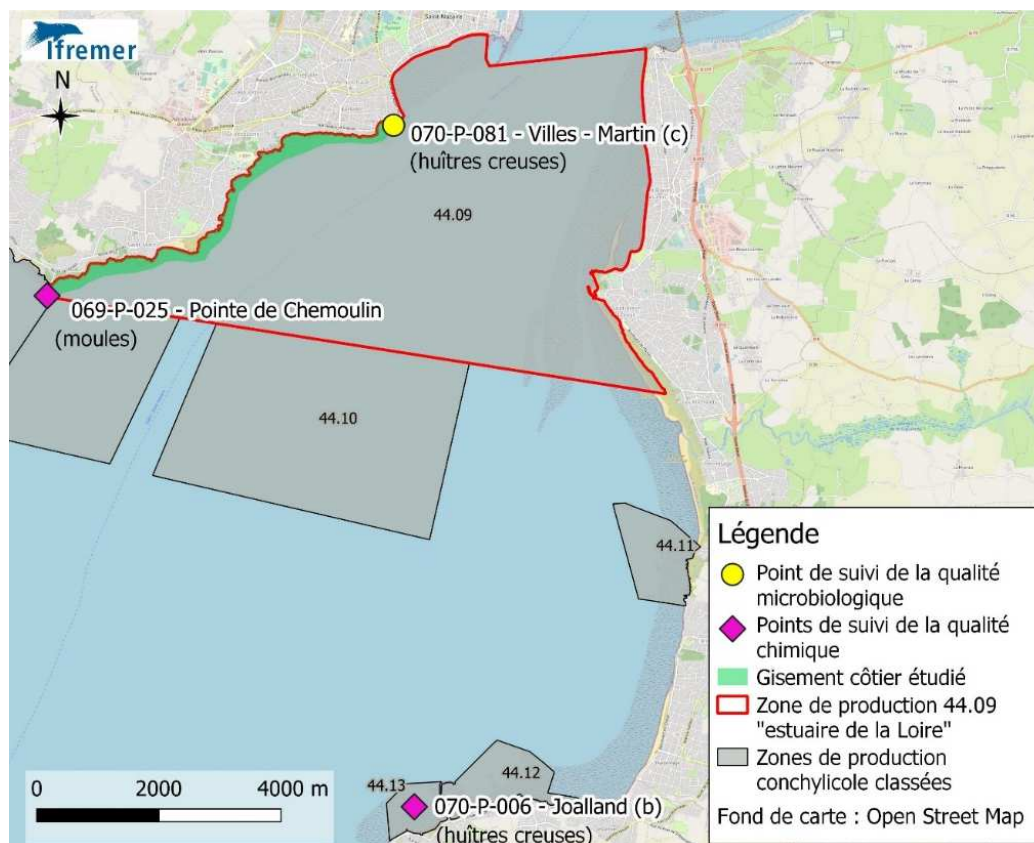 Ifremer
N
Saint-Nazaire
070-P-081 - Villes - Martin (c)
(huîtres creuses)
44.09
069-P-025 - Pointe de Chemoulin
(moules)
44.10
44.11
44.12
44.13
070-P-006 - Joalland (b)
(huîtres creuses)
0 2000 4000 m
Légende
Point de suivi de la qualité
microbiologique
Points de suivi de la qualité
chimique
Gisement côtier étudié
Zone de production 44.09
"estuaire de la Loire"
Zones de production
conchylicole classées
Fond de carte : Open Street Map